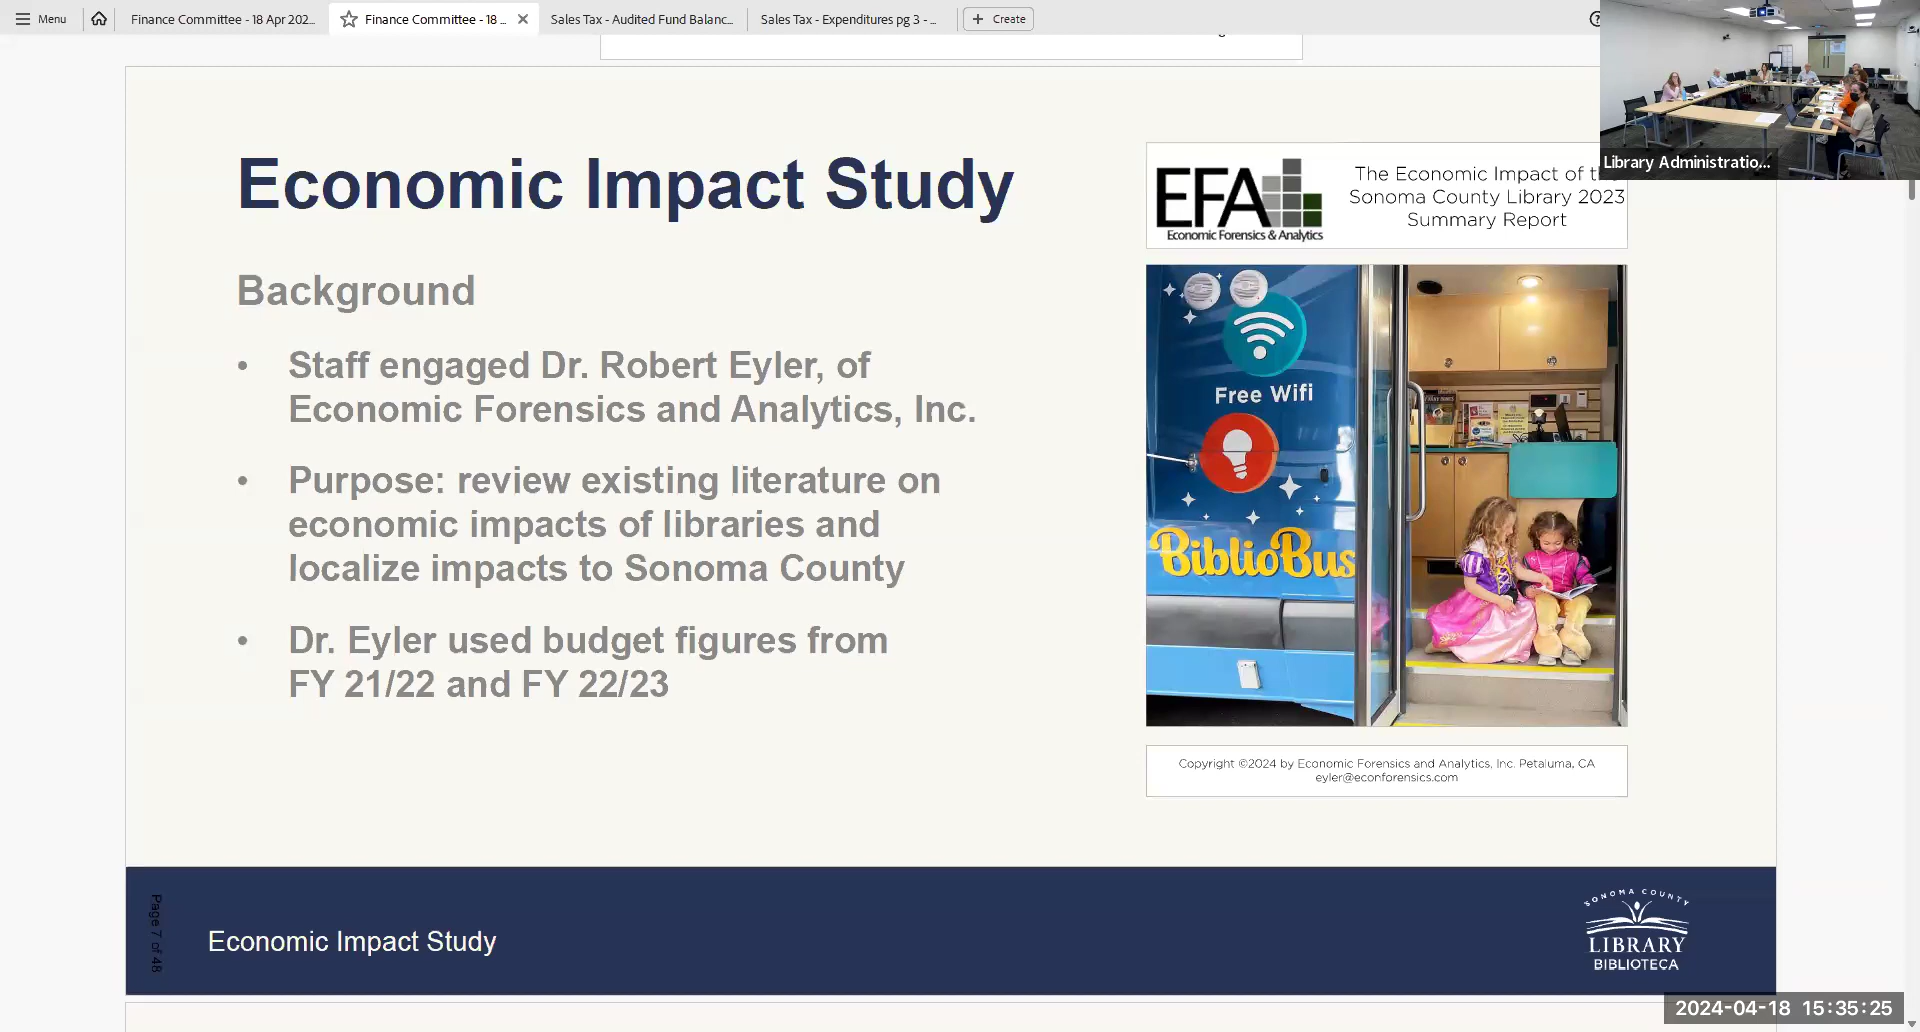 Menu
Finance Committee - 18 Apr 202...
Finance Committee - 18 ...
Sales Tax - Audited Fund Balanc...
Sales Tax - Expenditures pg 3 - ...
Create
Library Administratio...
Economic Impact Study
Background
• Staff engaged Dr. Robert Eyler, of
Economic Forensics and Analytics, Inc.
• Purpose: review existing literature on
economic impacts of libraries and
localize impacts to Sonoma County
• Dr. Eyler used budget figures from
FY 21/22 and FY 22/23
EFA
Economic Forensics & Analytics
The Economic Impact of
Sonoma County Library 2023
Summary Report
Free Wifi
BiblioBus
Copyright ©2024 by Economic Forensics and Analytics, Inc. Petaluma, CA
eyler@econforensics.com
Page 7 of 48
Economic Impact Study
SONOMA COUNTY
LIBRARY
BIBLIOTECA
2024-04-18 15:35:25